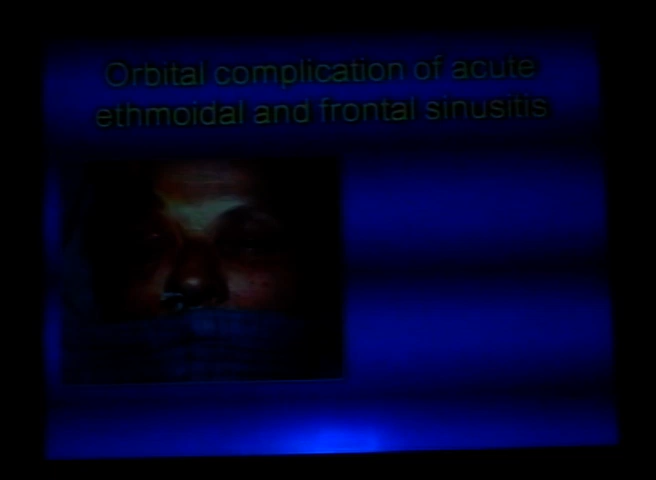 Orbital complication of acute
ethmoidal and frontal sinusitis